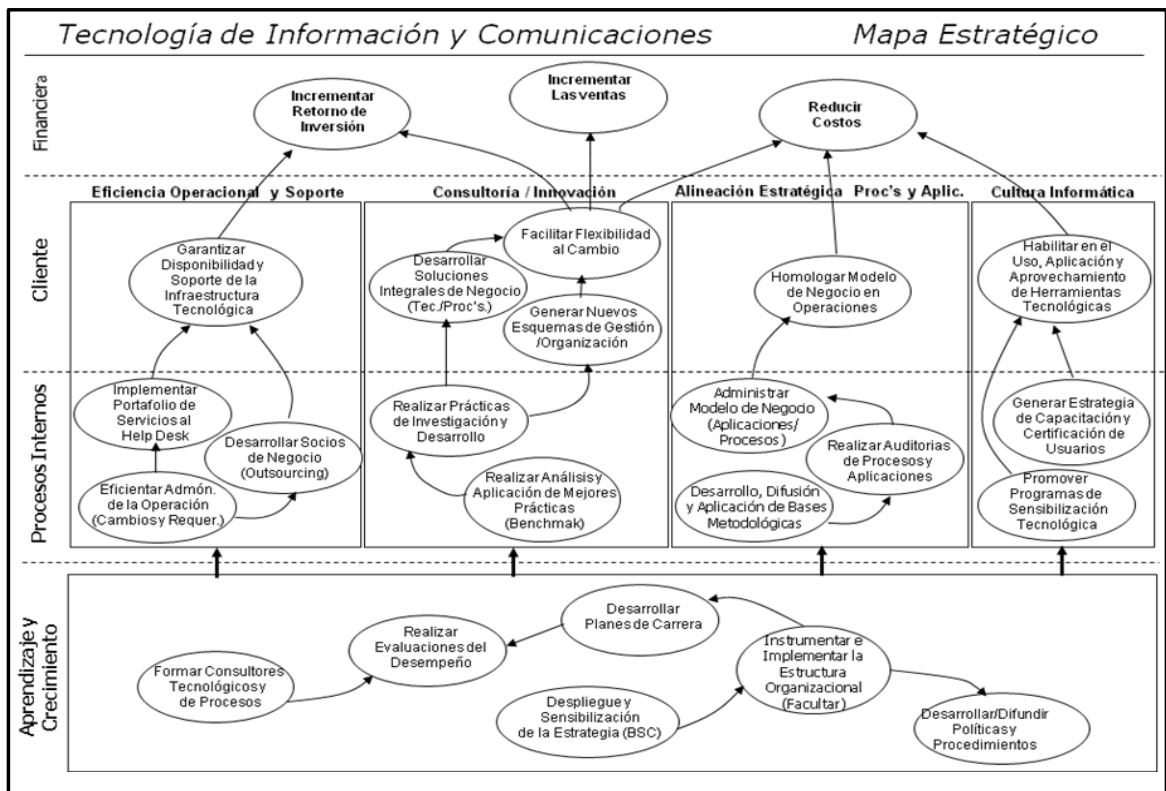 Tecnología de Información y Comunicaciones
Mapa Estratégico
Financiera
Incrementar
Retorno de
Inversión
Incrementar
Las ventas
Reducir
Costos
Eficiencia Operacional y Soporte
Consultoría / Innovación
Alineación Estratégica Proc's y Aplic.
Cultura Informática
Cliente
Garantizar
Disponibilidad y
Soporte de la
Infraestructura
Tecnológica
Desarrollar
Soluciones
Integrales de Negocio
(Tec./Proc's.)
Facilitar Flexibilidad
al Cambio
Generar Nuevos
Esquemas de Gestión
/Organización
Homologar Modelo
de Negocio en
Operaciones
Habilitar en el
Uso, Aplicación y
Aprovechamiento
de Herramientas
Tecnológicas
Procesos Internos
Implementar
Portafolio de
Servicios al
Help Desk
Desarrollar Socios
de Negocio
(Outsourcing)
Eficientar Admón.
de la Operación
(Cambios y Requer.)
Realizar Prácticas
de Investigación y
Desarrollo
Realizar Análisis y
Aplicación de Mejores
Prácticas
(Benchmak)
Administrar
Modelo de Negocio
(Aplicaciones/
Procesos)
Realizar Auditorias
de Procesos y
Aplicaciones
Desarrollo, Difusión
y Aplicación de Bases
Metodológicas
Generar Estrategia
de Capacitación y
Certificación de
Usuarios
Promover
Programas de
Sensibilización
Tecnológica
Aprendizaje y
Crecimiento
Formar Consultores
Tecnológicos y
de Procesos
Realizar
Evaluaciones del
Desempeño
Desarrollar
Planes de Carrera
Despliegue y
Sensibilización
de la Estrategia (BSC)
Instrumentar e
Implementar la
Estructura
Organizacional
(Facultar)
Desarrollar/Difundir
Políticas y
Procedimientos